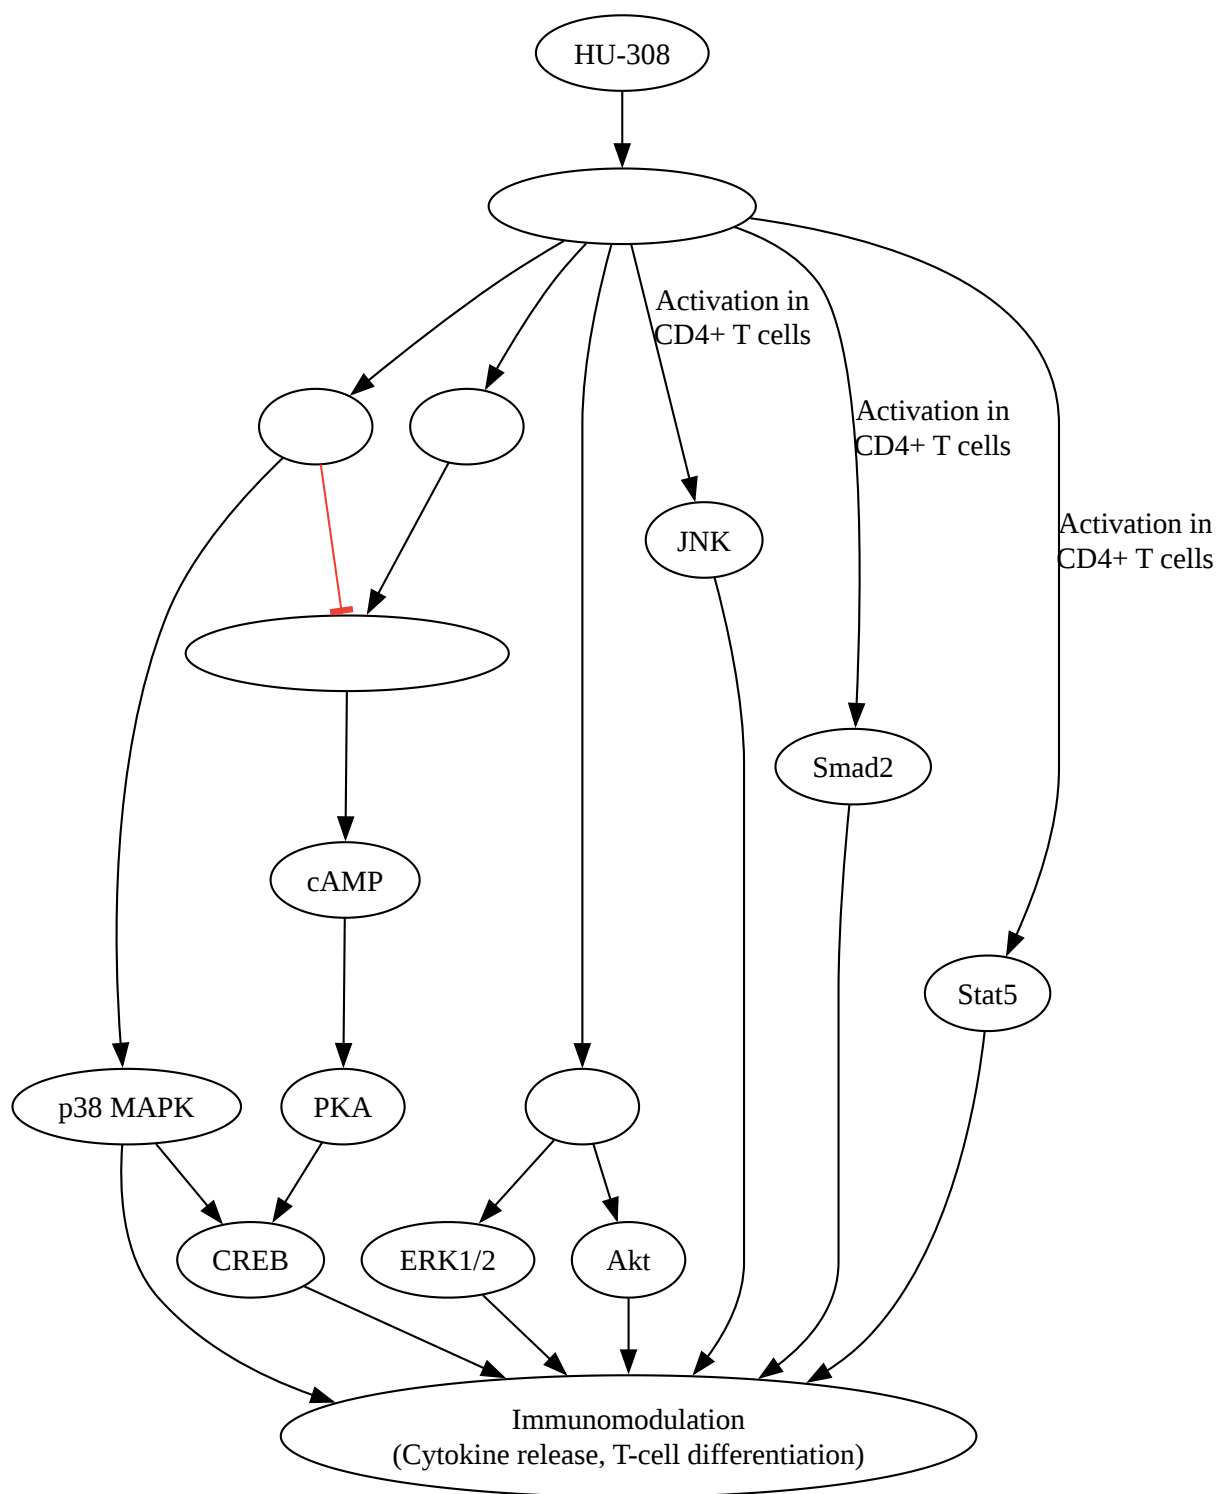 HU-308
Activation in
CD4+ T cells
Activation in
CD4+ T cells
Activation in
CD4+ T cells
JNK
Smad2
cAMP
Stat5
p38 MAPK
PKA
CREB
ERK1/2
Akt
Immunomodulation
(Cytokine release, T-cell differentiation)